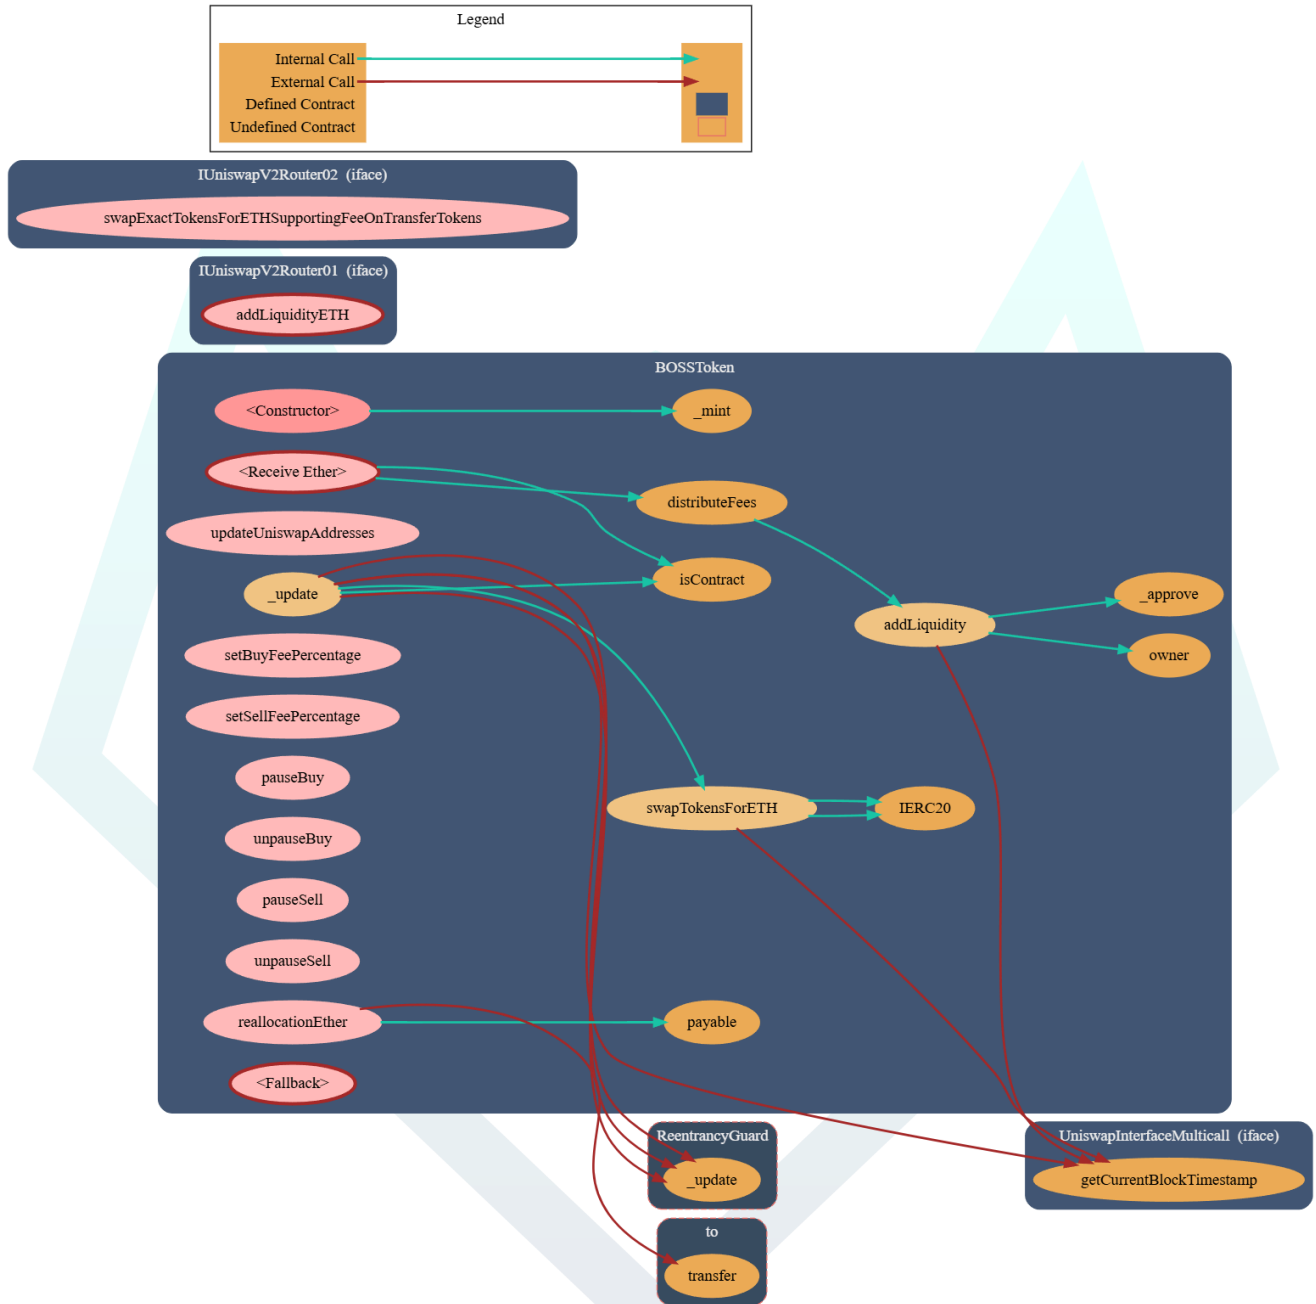 Legend
Internal Call
External Call
Defined Contract
Undefined Contract
IUniswapV2Router02 (iface)
swapExactTokensForETHSupportingFeeOnTransferTokens
IUniswapV2Router01 (iface)
addLiquidityETH
BOSSToken
<Constructor>
_mint
<Receive Ether>
distributeFees
updateUniswapAddresses
isContract
_update
_approve
addLiquidity
setBuyFeePercentage
owner
setSellFeePercentage
pauseBuy
swapTokensForETH
IERC20
unpauseBuy
pauseSell
unpauseSell
reallocationEther
payable
<Fallback>
ReentrancyGuard
_update
UniswapInterfaceMulticall (iface)
getCurrentBlockTimestamp
to
transfer